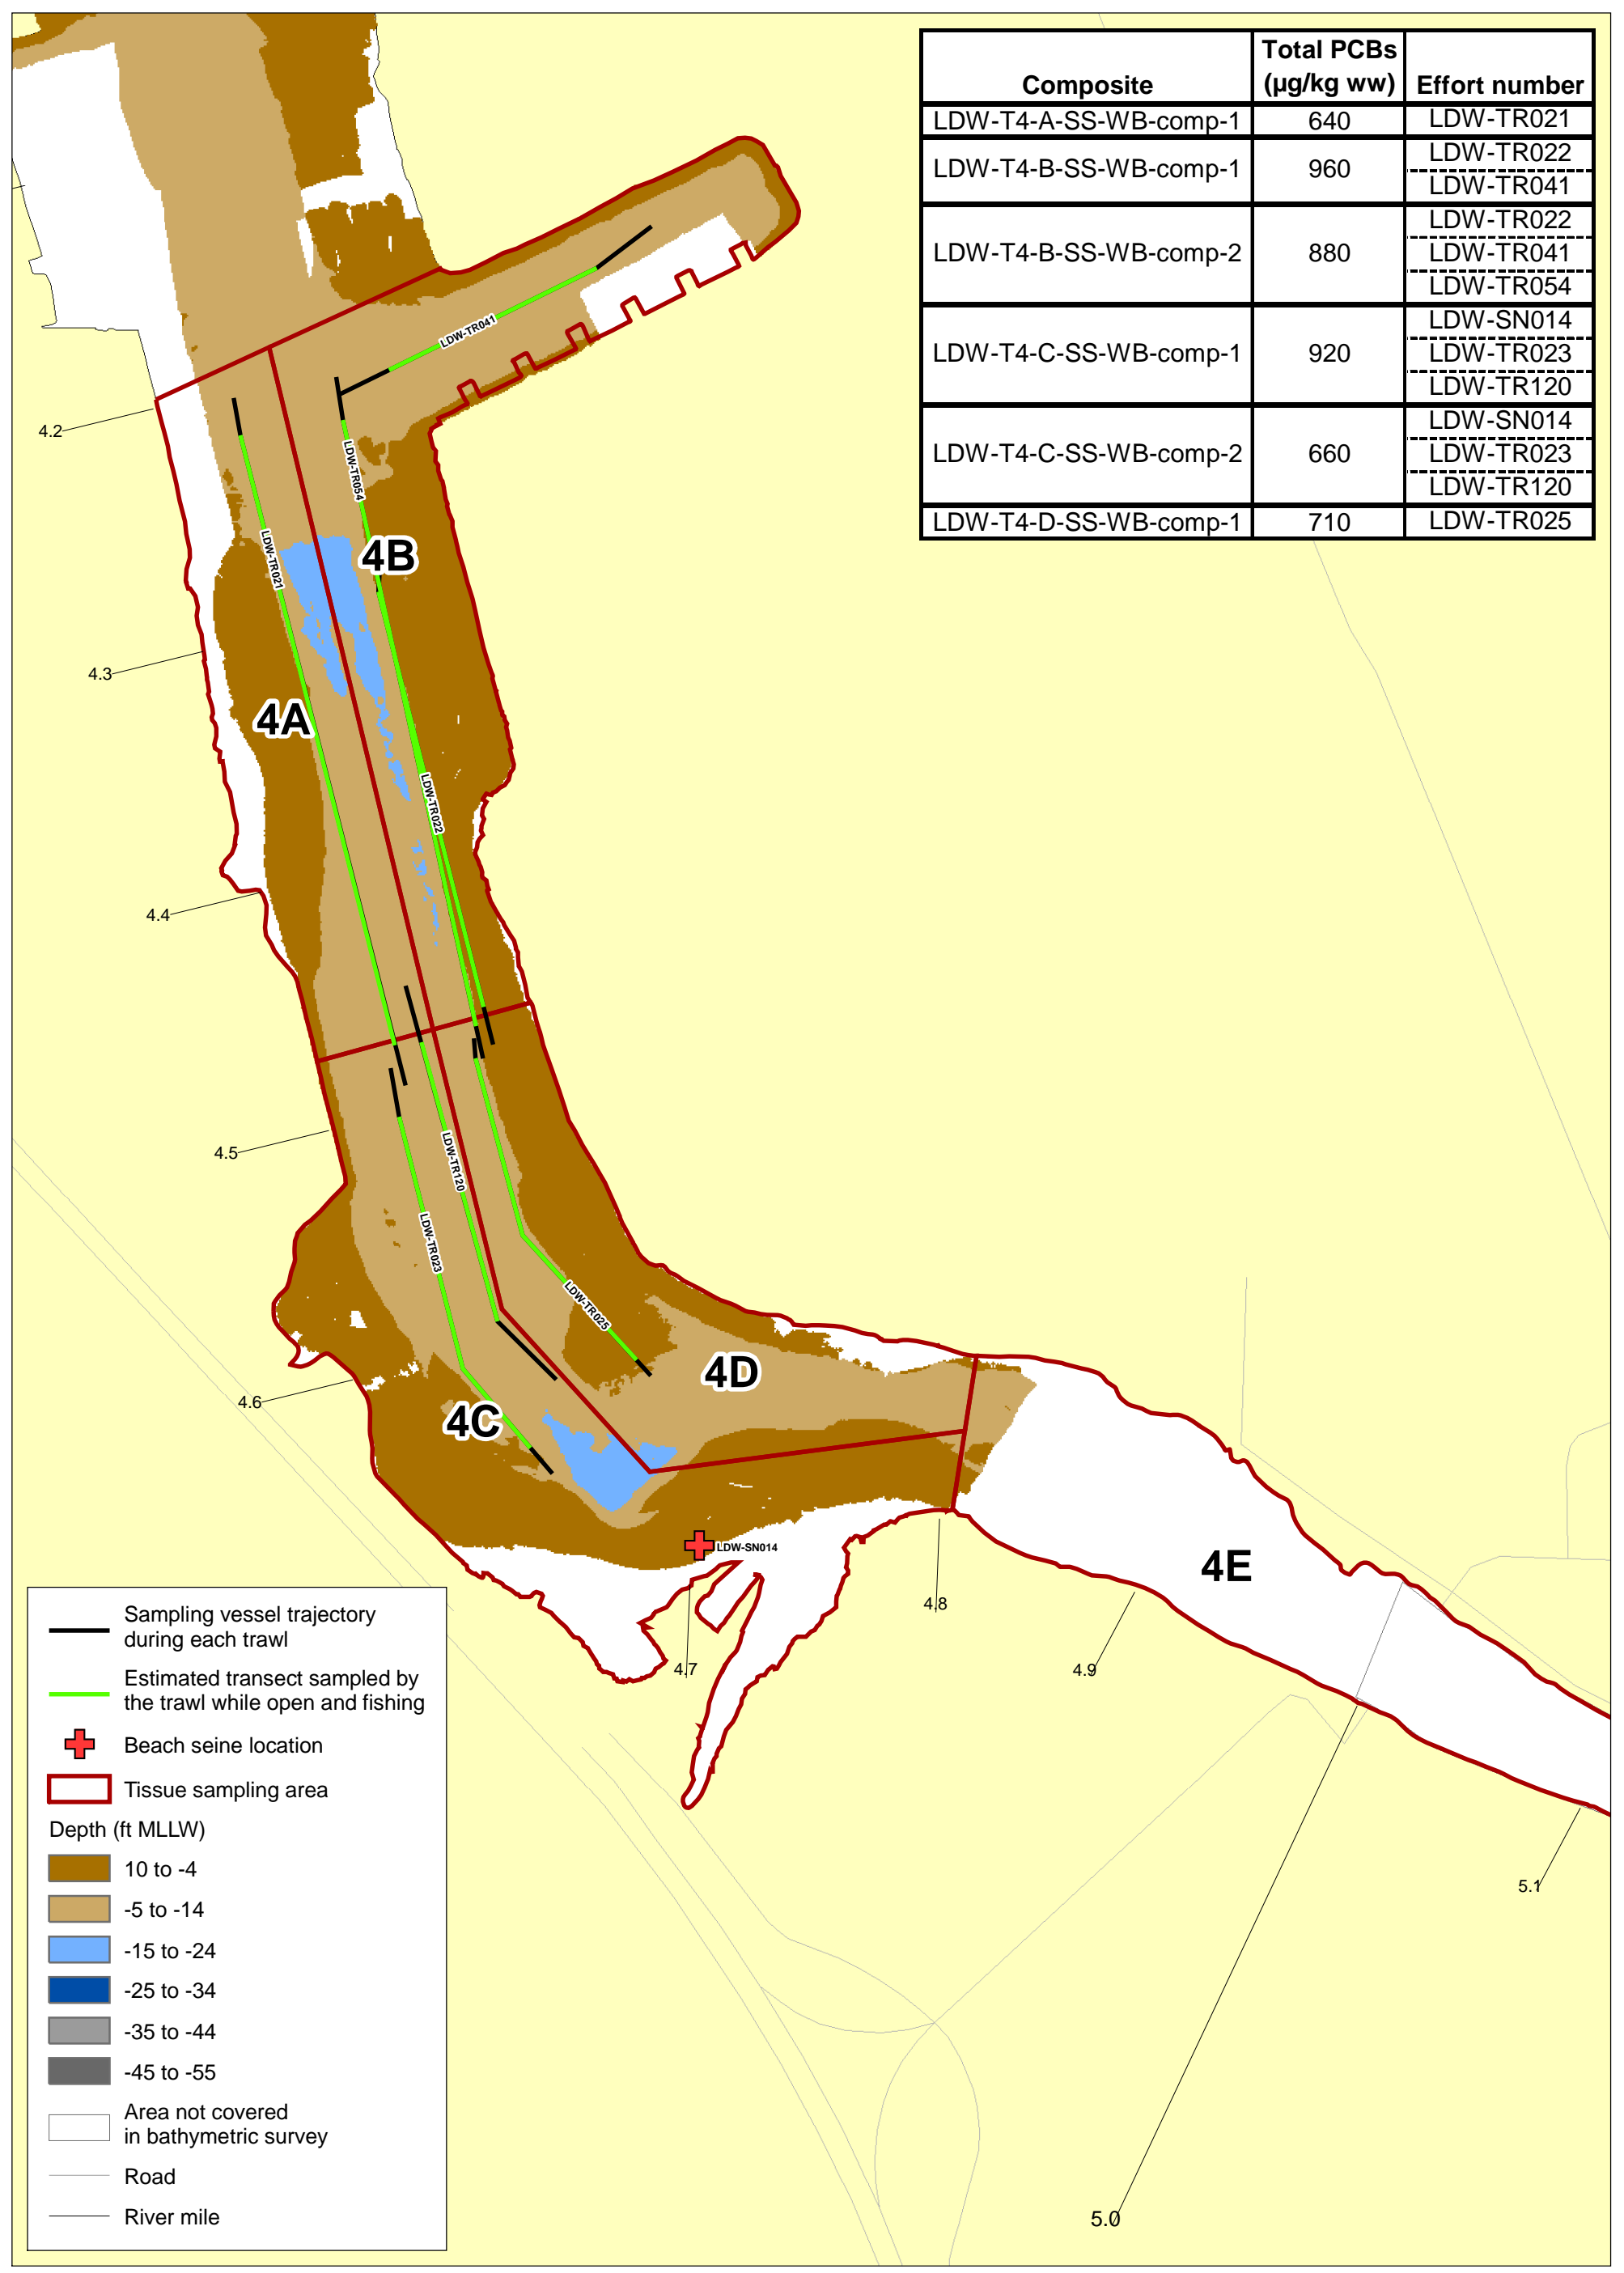 Composite
Total PCBs
(µg/kg ww)
Effort number
LDW-T4-A-SS-WB-comp-1 640 LDW-TR021
LDW-T4-B-SS-WB-comp-1 960 LDW-TR022
LDW-TR041
LDW-T4-B-SS-WB-comp-2 880 LDW-TR022
LDW-TR041
LDW-TR054
LDW-T4-C-SS-WB-comp-1 920 LDW-SN014
LDW-TR023
LDW-TR120
LDW-T4-C-SS-WB-comp-2 660 LDW-SN014
LDW-TR023
LDW-TR120
LDW-T4-D-SS-WB-comp-1 710 LDW-TR025
LDW-TR041
4.2
LDW-TR054
LDW-TR021
4B
4.3
4A
LDW-TR022
4.4
4.5
LDW-TR120
LDW-TR023
LDW-TR025
4D
4.6
4C
LDW-SN014
4E
4.8
4.7
4.9
5.1
5.0
Sampling vessel trajectory
during each trawl
Estimated transect sampled by
the trawl while open and fishing
Beach seine location
Tissue sampling area
Depth (ft MLLW)
10 to -4
-5 to -14
-15 to -24
-25 to -34
-35 to -44
-45 to -55
Area not covered
in bathymetric survey
Road
River mile